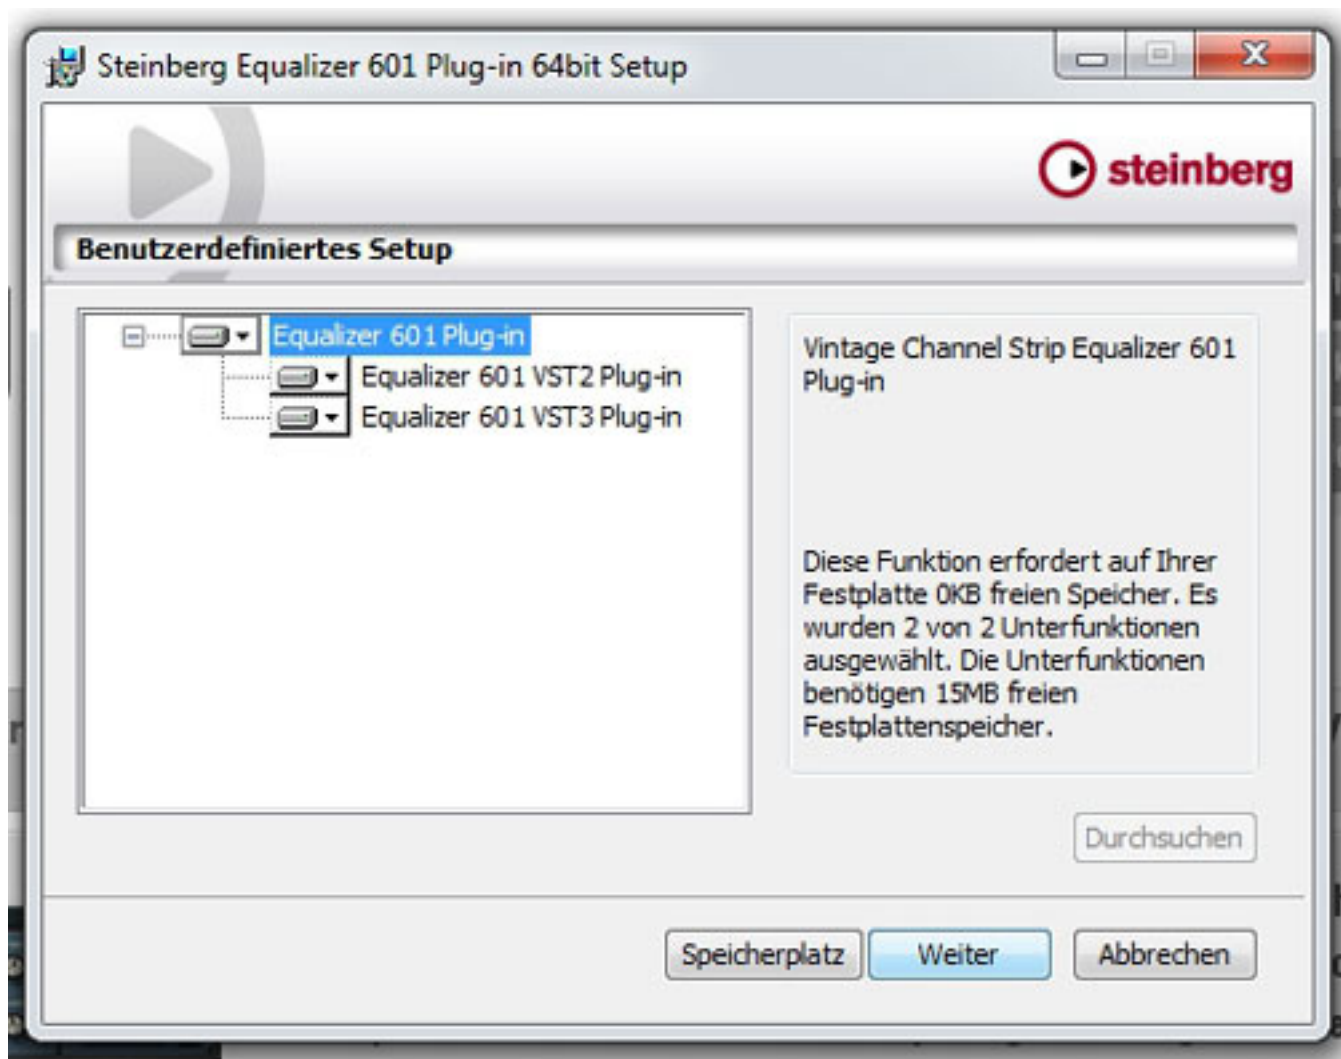 Steinberg Equalizer 601 Plug-in 64bit Setup
steinberg
Benutzerdefiniertes Setup
Equalizer 601 Plug-in
Equalizer 601 VST2 Plug-in
Equalizer 601 VST3 Plug-in
Vintage Channel Strip Equalizer 601
Plug-in
Diese Funktion erfordert auf Ihrer
Festplatte 0KB freien Speicher. Es
wurden 2 von 2 Unterfunktionen
ausgewählt. Die Unterfunktionen
benötigen 15MB freien
Festplattenspeicher.
Durchsuchen
Speicherplatz
Weiter
Abbrechen